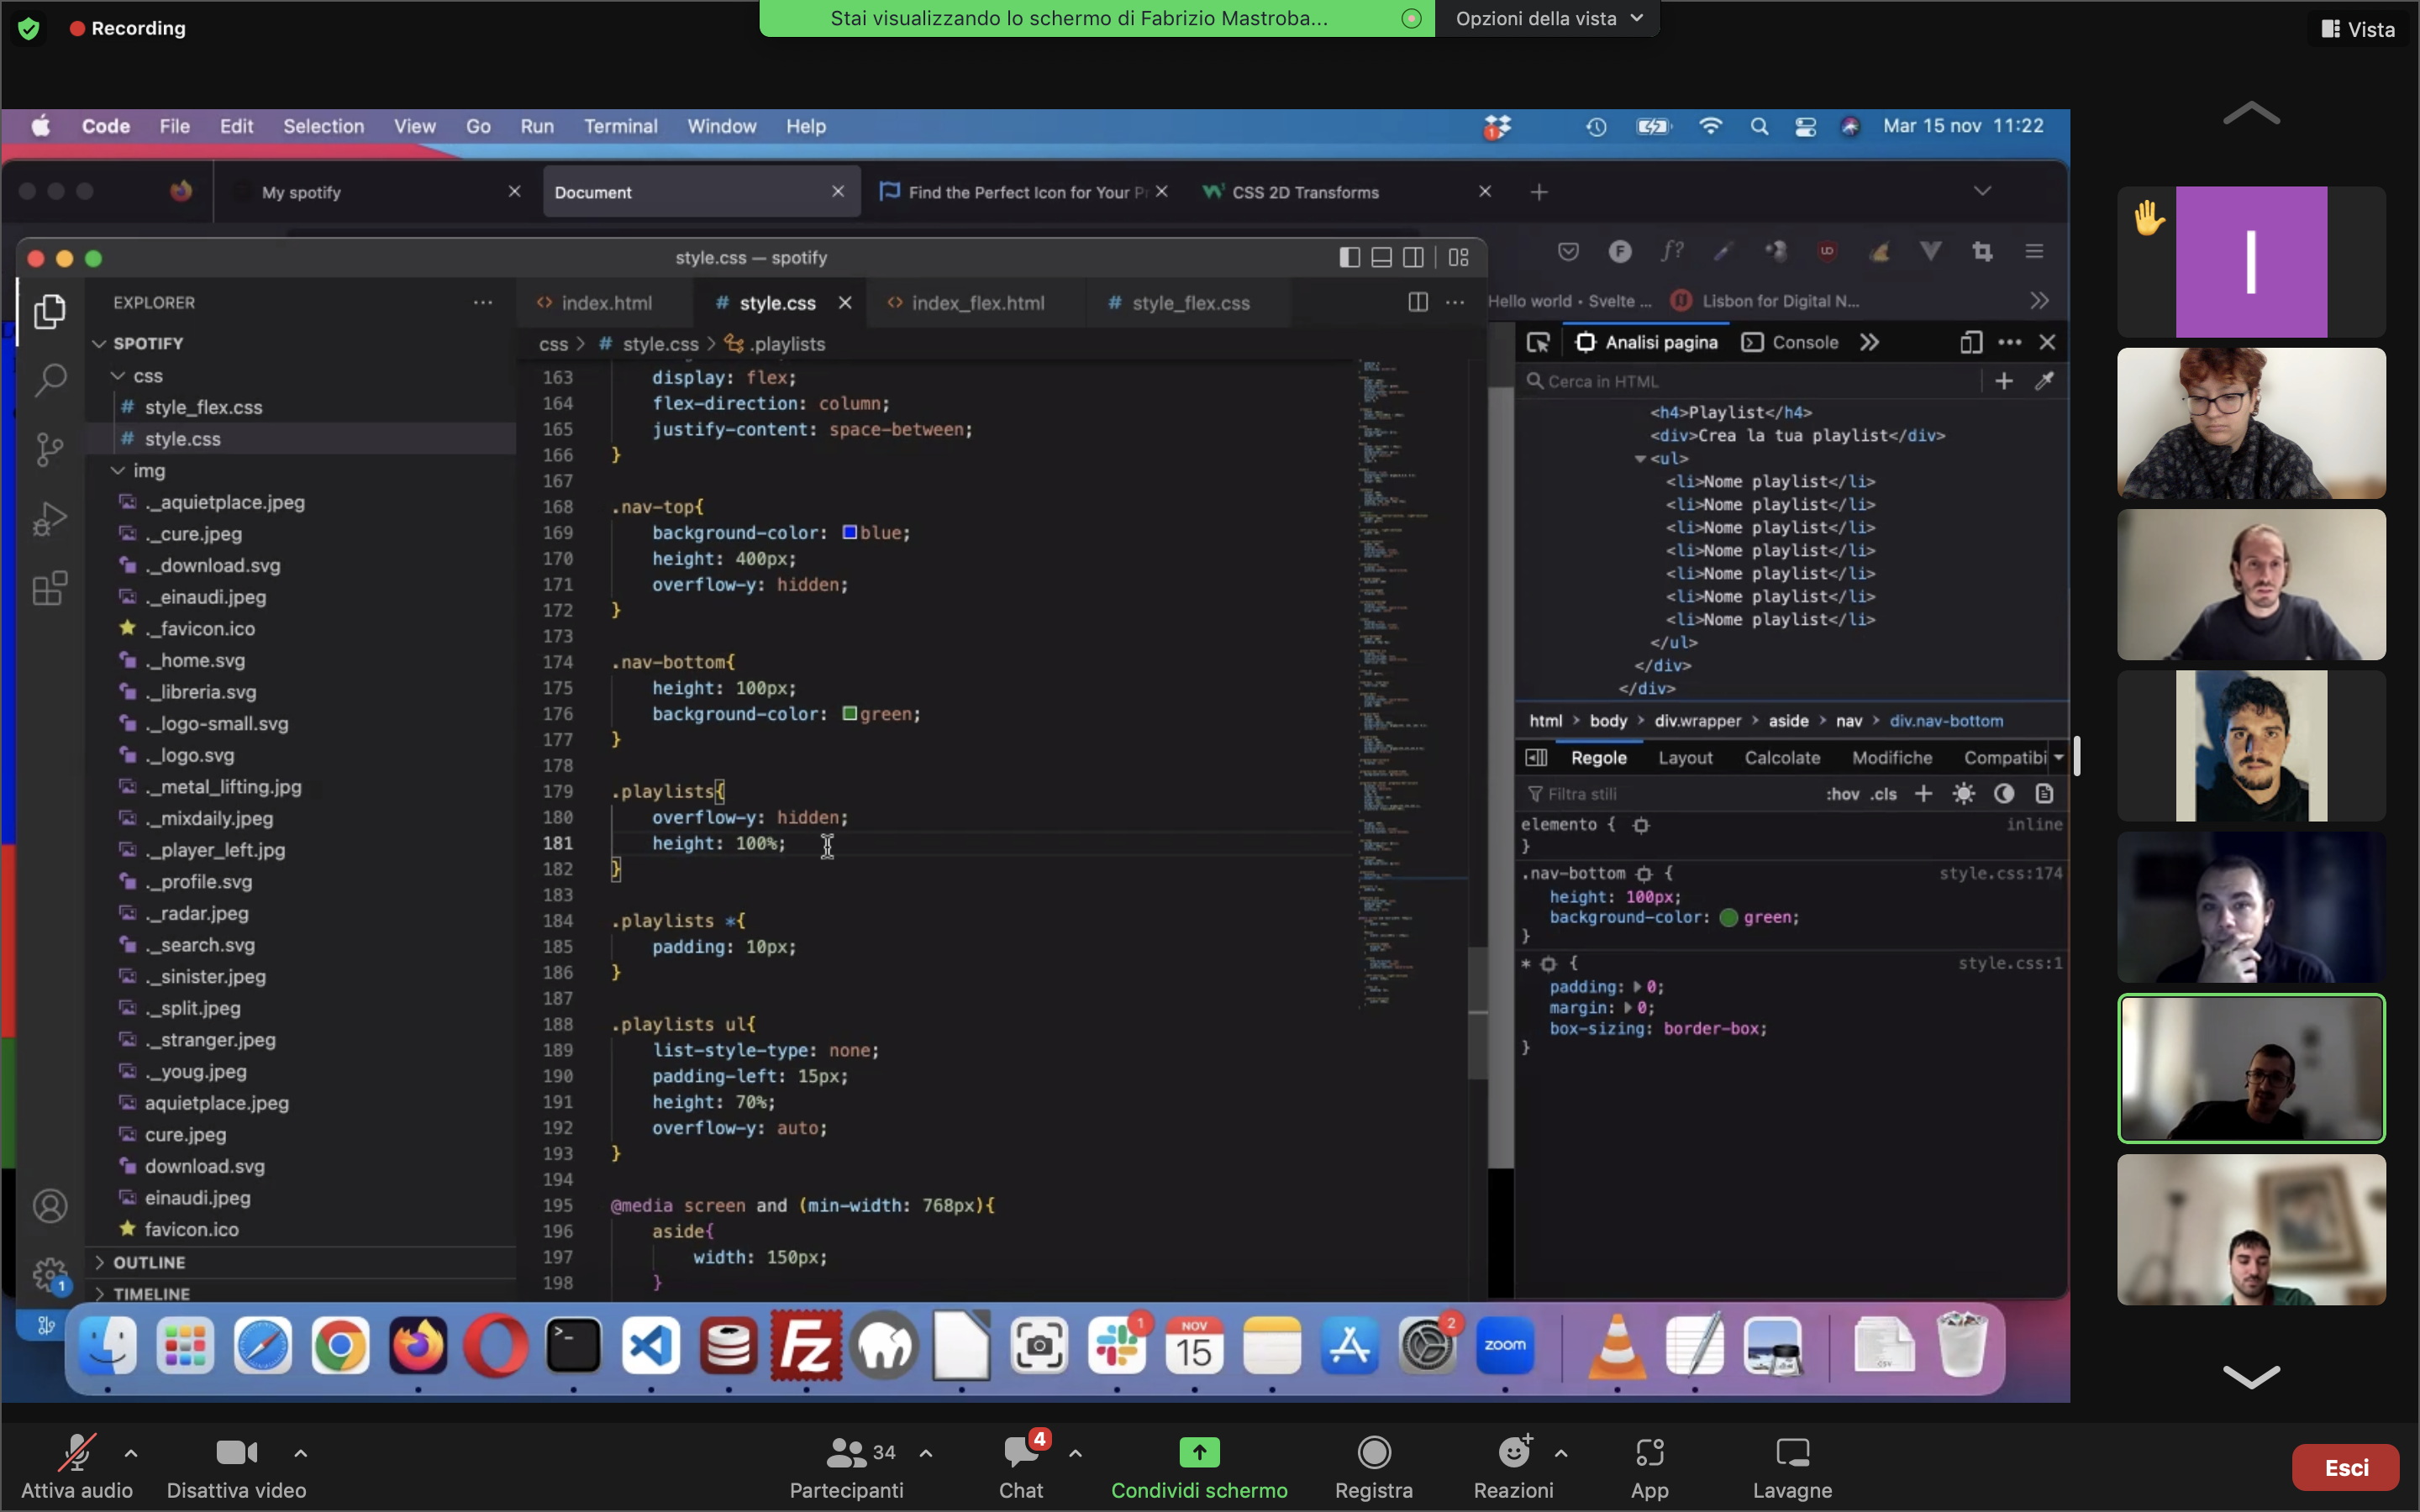 Recording
Stai visualizzando lo schermo di Fabrizio Mastroba...
Opzioni della vista
Vista
Code File Edit Selection View Go Run Terminal Window Help
1
Mar 15 nov 11:22
My spotify
Document
Find the Perfect Icon for Your Pr
CSS 2D Transforms
style.css — spotify
EXPLORER
index.html
# style.css
index_flex.html
# style_flex.css
Hello world • Svelte ...
Lisbon for Digital N...
SPOTIFY
css
# style_flex.css
# style.css
img
._aquietplace.jpeg
._cure.jpeg
._download.svg
._einaudi.jpeg
._favicon.ico
._home.svg
._libreria.svg
._logo-small.svg
._logo.svg
._metal_lifting.jpg
._mixdaily.jpeg
._player_left.jpg
._profile.svg
._radar.jpeg
._search.svg
._sinister.jpeg
._split.jpeg
._stranger.jpeg
._youg.jpeg
aquietplace.jpeg
cure.jpeg
download.svg
einaudi.jpeg
favicon.ico
OUTLINE
TIMELINE
1
css > # style.css > .playlists
163 display: flex;
164 flex-direction: column;
165 justify-content: space-between;
166 }
167
168 .nav-top{
169 background-color: blue;
170 height: 400px;
171 overflow-y: hidden;
172 }
173
174 .nav-bottom{
175 height: 100px;
176 background-color: green;
177 }
178
179 .playlists{
180 overflow-y: hidden;
181 height: 100%;
182 }
183
184 .playlists *{
185 padding: 10px;
186 }
187
188 .playlists ul{
189 list-style-type: none;
190 padding-left: 15px;
191 height: 70%;
192 overflow-y: auto;
193 }
194
195 @media screen and (min-width: 768px){
196 aside{
197 width: 150px;
198 }
Analisi pagina
Console
Cerca in HTML
<h4>Playlist</h4>
<div>Crea la tua playlist</div>
<ul>
<li>Nome playlist</li>
<li>Nome playlist</li>
<li>Nome playlist</li>
<li>Nome playlist</li>
<li>Nome playlist</li>
<li>Nome playlist</li>
<li>Nome playlist</li>
</ul>
</div>
</div>
html > body > div.wrapper > aside > nav > div.nav-bottom
Regole Layout Calcolate Modifiche Compatibi
Filtra stili
:hov .cls
elemento { inline
}
.nav-bottom { style.css:174
height: 100px;
background-color: green;
}
* { style.css:1
padding: 0;
margin: 0;
box-sizing: border-box;
}
I
Fz
1
NOV
15
2
zoom
CSV
Attiva audio
Disattiva video
34
Partecipanti
4
Chat
Condividi schermo
Registra
Reazioni
App
Lavagne
Esci